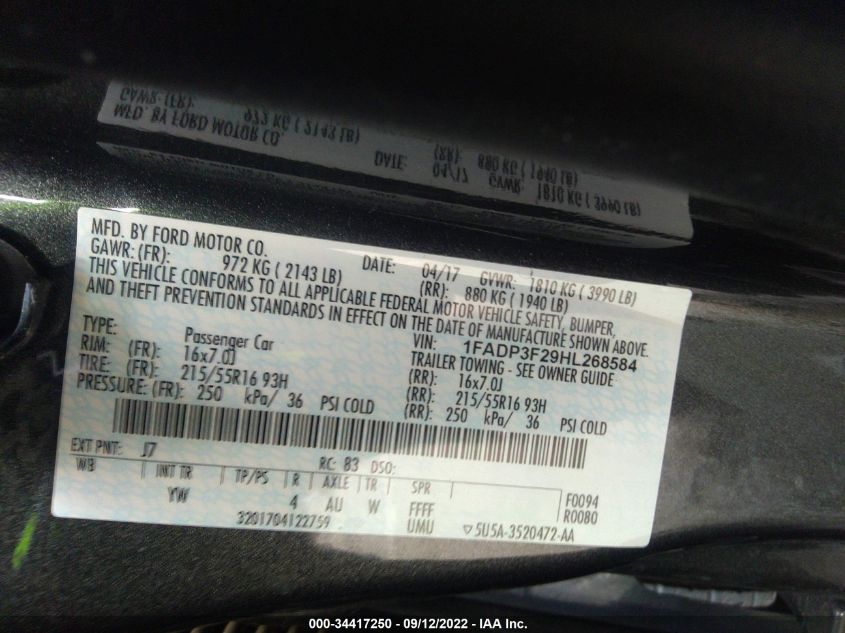 MFD. BY FORD MOTOR CO.
DATE: 04/17 GVWR: 1810 KG ( 3990 LB)
GAWR: (FR): 972 KG ( 2143 LB) (RR): 880 KG ( 1940 LB)
THIS VEHICLE CONFORMS TO ALL APPLICABLE FEDERAL MOTOR VEHICLE SAFETY, BUMPER,
AND THEFT PREVENTION STANDARDS IN EFFECT ON THE DATE OF MANUFACTURE SHOWN ABOVE.
VIN: 1FADP3F29HL268584
TYPE: Passenger Car TRAILER TOWING - SEE OWNER GUIDE
RIM: (FR): 16x7.0J (RR): 16x7.0J
TIRE: (FR): 215/55R16 93H (RR): 215/55R16 93H
PRESSURE: (FR): 250 kPa/ 36 PSI COLD (RR): 250 kPa/ 36 PSI COLD
EXT PNT: J7 RC: 83 DSO:
WB INT TR TP/PS R AXLE TR SPR F0094
YW 4 AU W FFFF R0080
3201704122759 UMU ▽5U5A-3520472-AA
000-34417250 - 09/12/2022 - IAA Inc.